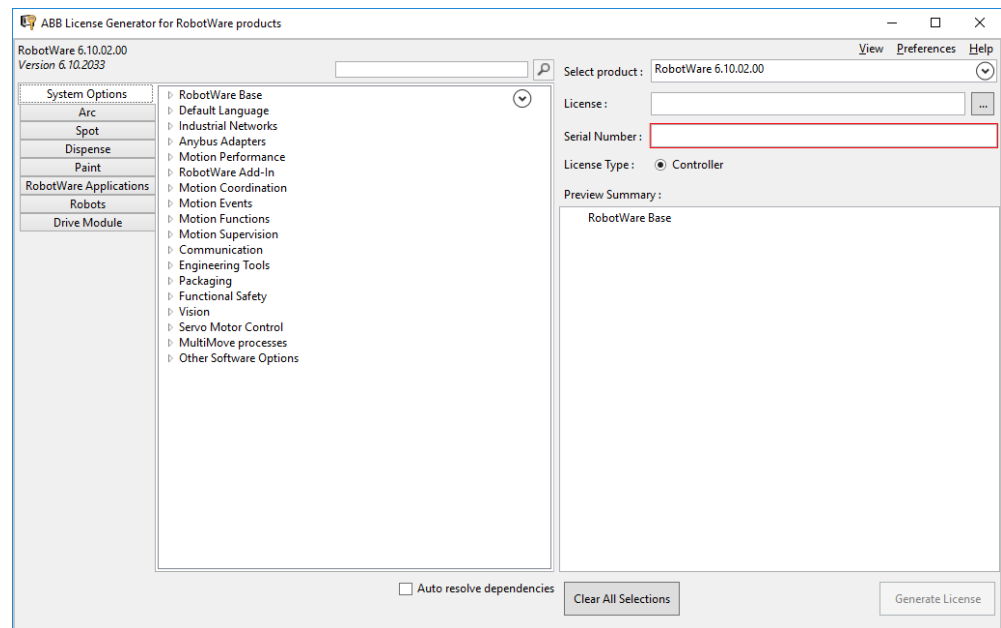 ABB License Generator for RobotWare products
RobotWare 6.10.02.00
Version 6.10.2033
View Preferences Help
System Options
Arc
Spot
Dispense
Paint
RobotWare Applications
Robots
Drive Module
RobotWare Base
Default Language
Industrial Networks
Anybus Adapters
Motion Performance
RobotWare Add-In
Motion Coordination
Motion Events
Motion Functions
Motion Supervision
Communication
Engineering Tools
Packaging
Functional Safety
Vision
Servo Motor Control
MultiMove processes
Other Software Options
Auto resolve dependencies
Select product : RobotWare 6.10.02.00
License : ...
Serial Number :
License Type : Controller
Preview Summary :
RobotWare Base
Clear All Selections
Generate License